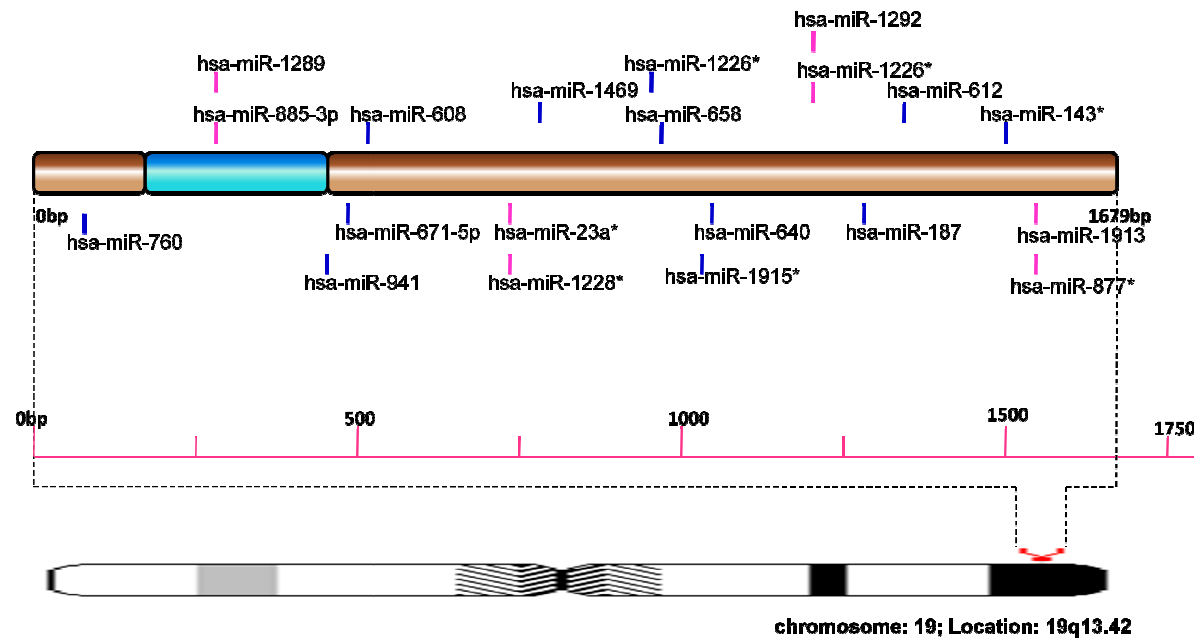 hsa-miR-1292
hsa-miR-1289
hsa-miR-1226*
hsa-miR-1226*
hsa-miR-1469
hsa-miR-612
hsa-miR-885-3p
hsa-miR-608
hsa-miR-658
hsa-miR-143*
0bp
1679bp
hsa-miR-760
hsa-miR-671-5p
hsa-miR-23a*
hsa-miR-640
hsa-miR-187
hsa-miR-1913
hsa-miR-941
hsa-miR-1228*
hsa-miR-1915*
hsa-miR-877*
0bp
500
1000
1500
1750
chromosome: 19; Location: 19q13.42